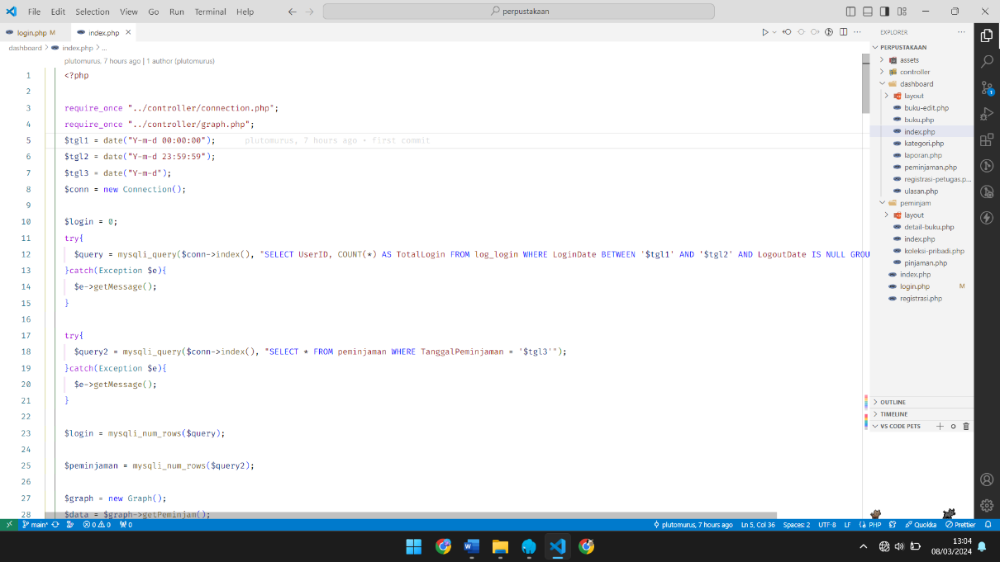 File Edit Selection View Go Run Terminal Help
perpustakaan
login.php M
index.php
dashboard > index.php > ...
plutomurus, 7 hours ago | 1 author (plutomurus)
1 <?php
2
3 require_once "../controller/connection.php";
4 require_once "../controller/graph.php";
5 $tgl1 = date("Y-m-d 00:00:00"); plutomurus, 7 hours ago • first commit
6 $tgl2 = date("Y-m-d 23:59:59");
7 $tgl3 = date("Y-m-d");
8 $conn = new Connection();
9
10 $login = 0;
11 try{
12 $query = mysqli_query($conn->index(), "SELECT UserID, COUNT(*) AS TotalLogin FROM log_login WHERE LoginDate BETWEEN '$tgl1' AND '$tgl2' AND LogoutDate IS NULL GROU
13 }catch(Exception $e){
14 $e->getMessage();
15 }
16
17 try{
18 $query2 = mysqli_query($conn->index(), "SELECT * FROM peminjaman WHERE TanggalPeminjaman = '$tgl3'");
19 }catch(Exception $e){
20 $e->getMessage();
21 }
22
23 $login = mysqli_num_rows($query);
24
25 $peminjaman = mysqli_num_rows($query2);
26
27 $graph = new Graph();
28 $data = $graph->getPeminjam();
EXPLORER
PERPUSTAKAAN
assets
controller
dashboard
layout
buku-edit.php
buku.php
index.php
kategori.php
laporan.php
peminjaman.php
registrasi-petugas.p...
ulasan.php
peminjam
layout
detail-buku.php
index.php
koleksi-pribadi.php
pinjaman.php
index.php
login.php M
registrasi.php
OUTLINE
TIMELINE
VS CODE PETS
1
main* 0 0 0
plutomurus, 7 hours ago Ln 5, Col 36 Spaces: 2 UTF-8 LF PHP Quokka Prettier
13:04
08/03/2024